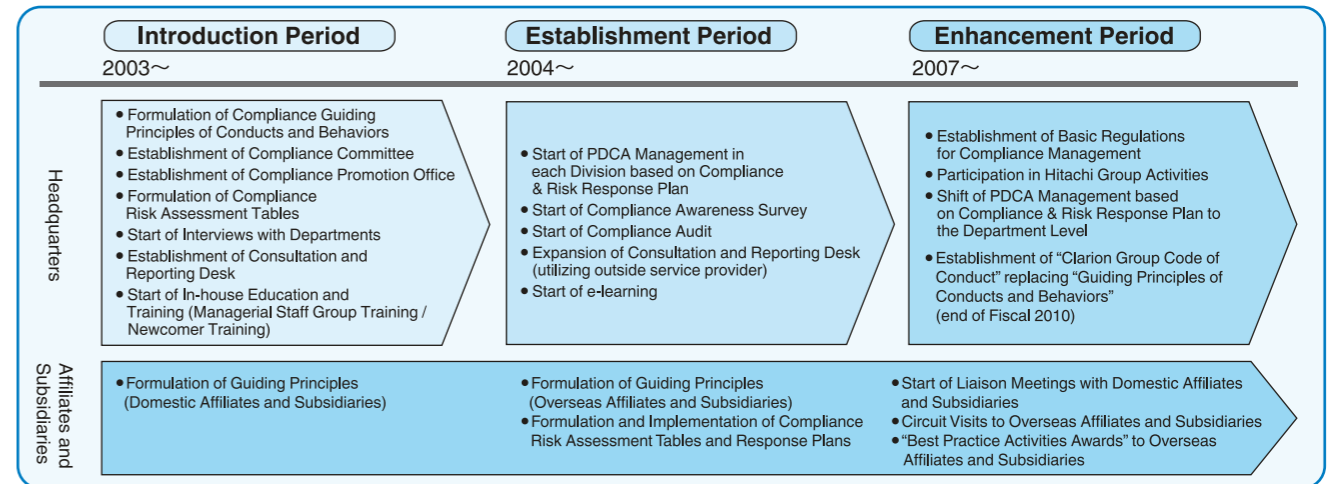 Introduction Period
Establishment Period
Enhancement Period
2003～
2004～
2007～
Headquarters
• Formulation of Compliance Guiding
Principles of Conducts and Behaviors
• Establishment of Compliance Committee
• Establishment of Compliance Promotion Office
• Formulation of Compliance
Risk Assessment Tables
• Start of Interviews with Departments
• Establishment of Consultation and
Reporting Desk
• Start of In-house Education and
Training (Managerial Staff Group Training /
Newcomer Training)
• Start of PDCA Management in
each Division based on Compliance
& Risk Response Plan
• Start of Compliance Awareness Survey
• Start of Compliance Audit
• Expansion of Consultation and Reporting Desk
(utilizing outside service provider)
• Start of e-learning
• Establishment of Basic Regulations
for Compliance Management
• Participation in Hitachi Group Activities
• Shift of PDCA Management based
on Compliance & Risk Response Plan to
the Department Level
• Establishment of “Clarion Group Code of
Conduct” replacing “Guiding Principles of
Conducts and Behaviors”
(end of Fiscal 2010)
Affiliates and
Subsidiaries
• Formulation of Guiding Principles
(Domestic Affiliates and Subsidiaries)
• Formulation of Guiding Principles
(Overseas Affiliates and Subsidiaries)
• Formulation and Implementation of Compliance
Risk Assessment Tables and Response Plans
• Start of Liaison Meetings with Domestic Affiliates
and Subsidiaries
• Circuit Visits to Overseas Affiliates and Subsidiaries
• “Best Practice Activities Awards” to Overseas
Affiliates and Subsidiaries